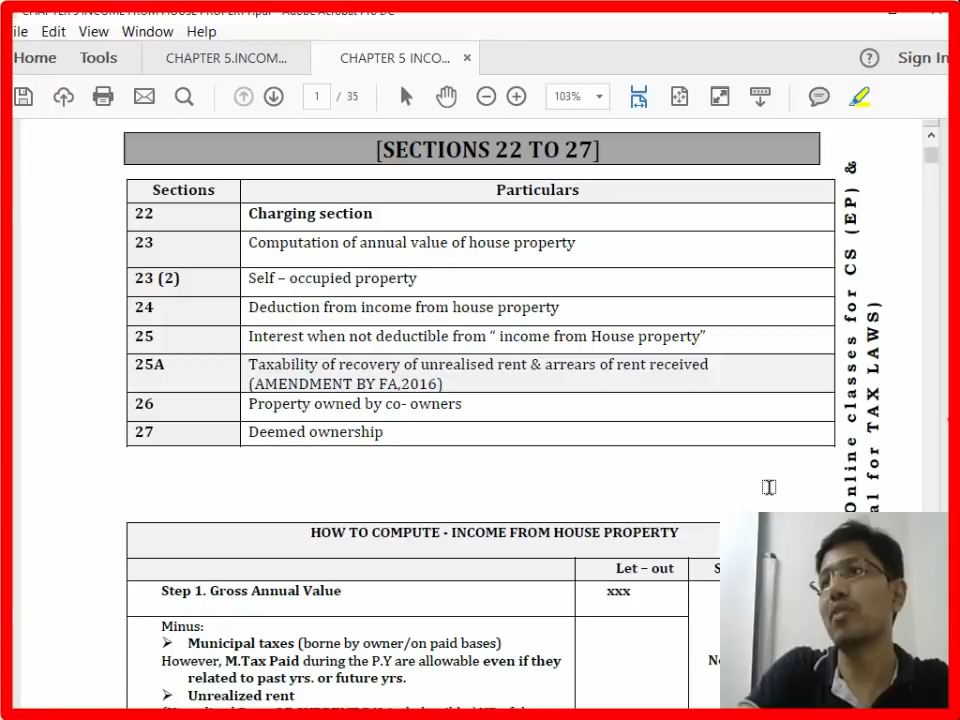 File Edit View Window Help
Home Tools CHAPTER 5.INCOM... CHAPTER 5 INCO... × ? Sign In
1 / 35 103%
[SECTIONS 22 TO 27]
Sections Particulars
22 Charging section
23 Computation of annual value of house property
23 (2) Self – occupied property
24 Deduction from income from house property
25 Interest when not deductible from “ income from House property”
25A Taxability of recovery of unrealised rent & arrears of rent received
(AMENDMENT BY FA,2016)
26 Property owned by co- owners
27 Deemed ownership
HOW TO COMPUTE - INCOME FROM HOUSE PROPERTY
Let – out
Step 1. Gross Annual Value xxx
Minus:
➢ Municipal taxes (borne by owner/on paid bases)
However, M.Tax Paid during the P.Y are allowable even if they
related to past yrs. or future yrs.
➢ Unrealized rent
Online classes for CS (EP) &
for TAX LAWS)